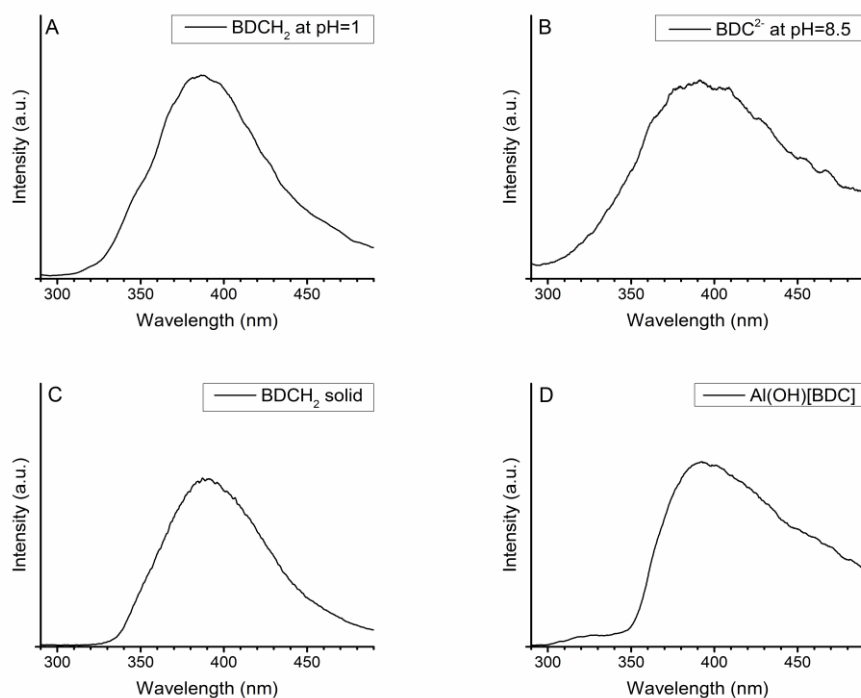 A
BDCH₂ at pH=1
Intensity (a.u.)
300 350 400 450
Wavelength (nm)
B
BDC²⁻ at pH=8.5
Intensity (a.u.)
300 350 400 450
Wavelength (nm)
C
BDCH₂ solid
Intensity (a.u.)
300 350 400 450
Wavelength (nm)
D
Al(OH)[BDC]
Intensity (a.u.)
300 350 400 450
Wavelength (nm)